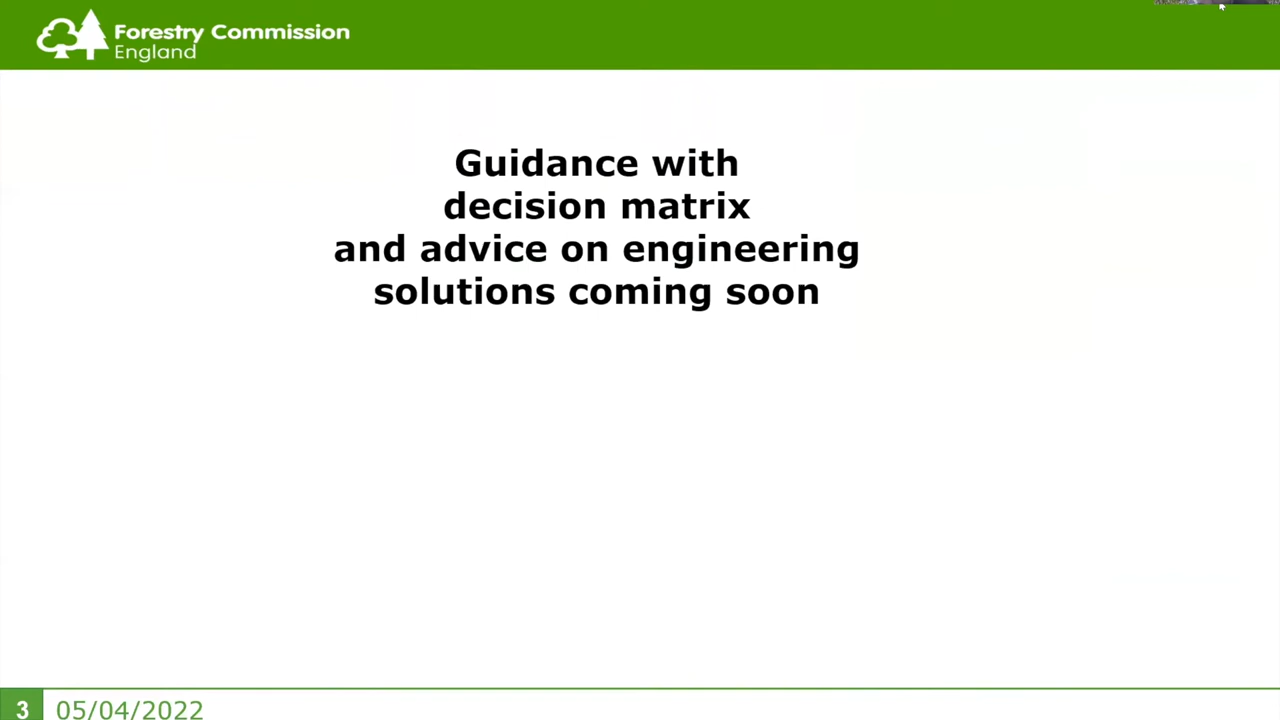 Forestry Commission
England
Guidance with
decision matrix
and advice on engineering
solutions coming soon
3 05/04/2022